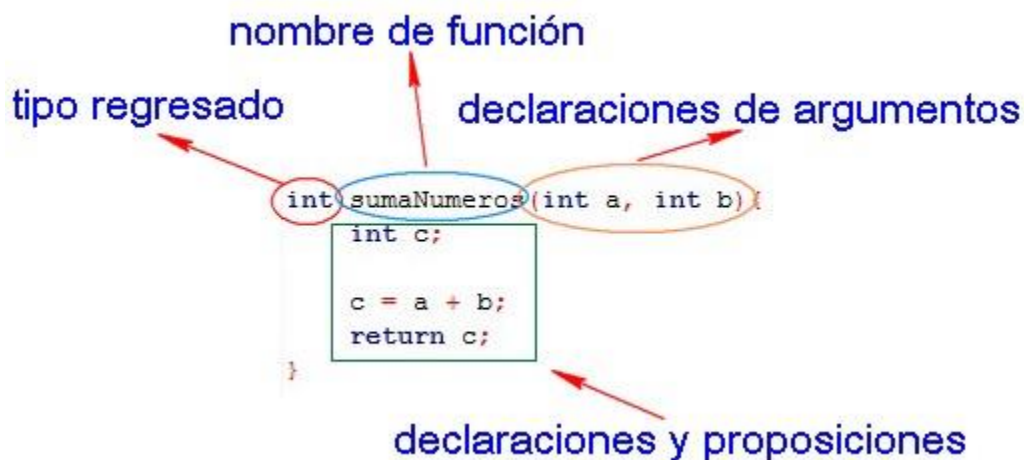 nombre de función
tipo regresado
declaraciones de argumentos
int sumaNumeros(int a, int b){
int c;
c = a + b;
return c;
}
declaraciones y proposiciones